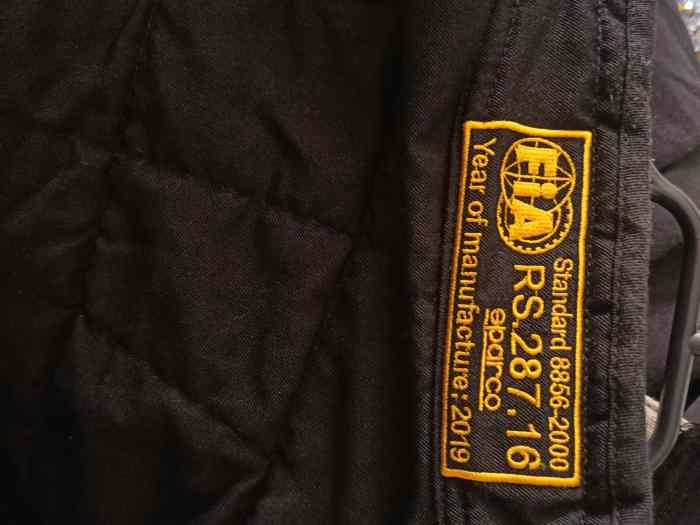 FiA
Standard 8856-2000
RS.287.16
sparco
Year of manufacture: 2019